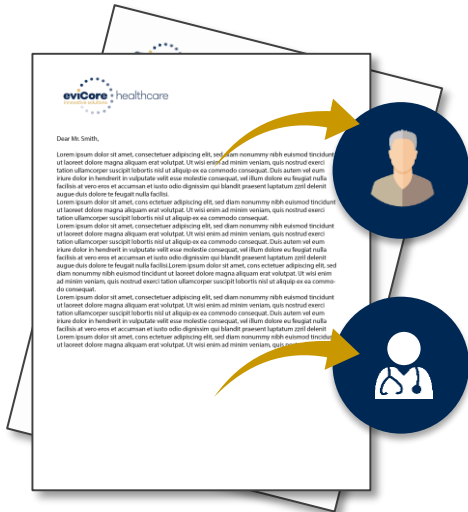 eviCore healthcare
innovative solutions
Dear Mr. Smith,
Lorem ipsum dolor sit amet, consectetuer adipiscing elit, sed diam nonummy nibh euismod tincidunt
ut laoreet dolore magna aliquam erat volutpat. Ut wisi enim ad minim veniam, quis nostrud exerci
tation ullamcorper suscipit lobortis nisl ut aliquip ex ea commodo consequat. Duis autem vel eum
iriure dolor in hendrerit in vulputate velit esse molestie consequat, vel illum dolore eu feugiat nulla
facilisis at vero eros et accumsan et iusto odio dignissim qui blandit praesent luptatum zzril delenit
augue duis dolore te feugait nulla facilisi.
Lorem ipsum dolor sit amet, cons ectetuer adipiscing elit, sed diam nonummy nibh euismod tincidunt
ut laoreet dolore magna aliquam erat volutpat. Ut wisi enim ad minim veniam, quis nostrud exerci
tation ullamcorper suscipit lobortis nisl ut aliquip ex ea commodo consequat.
Lorem ipsum dolor sit amet, consectetuer adipiscing elit, sed diam nonummy nibh euismod tincidunt
ut laoreet dolore magna aliquam erat volutpat. Ut wisi enim ad minim veniam, quis nostrud exerci
tation ullamcorper suscipit lobortis nisl ut aliquip ex ea commodo consequat. Duis autem vel eum
iriure dolor in hendrerit in vulputate velit esse molestie consequat, vel illum dolore eu feugiat nulla
facilisis at vero eros et accumsan et iusto odio dignissim qui blandit praesent luptatum zzril delenit
augue duis dolore te feugait nulla facilisi.Lorem ipsum dolor sit amet, cons ectetuer adipiscing elit, sed
diam nonummy nibh euismod tincidunt ut laoreet dolore magna aliquam erat volutpat. Ut wisi enim
ad minim veniam, quis nostrud exerci tation ullamcorper suscipit lobortis nisl ut aliquip ex ea commo-
do consequat.
Lorem ipsum dolor sit amet, consectetuer adipiscing elit, sed diam nonummy nibh euismod tincidunt
ut laoreet dolore magna aliquam erat volutpat. Ut wisi enim ad minim veniam, quis nostrud exerci
tation ullamcorper suscipit lobortis nisl ut aliquip ex ea commodo consequat. Duis autem vel eum
iriure dolor in hendrerit in vulputate velit esse molestie consequat, vel illum dolore eu feugiat nulla
facilisis at vero eros et accumsan et iusto odio dignissim qui blandit praesent luptatum zzril delenit
Lorem ipsum dolor sit amet, cons ectetuer adipiscing elit, sed diam nonummy nibh euismod tincidunt
ut laoreet dolore magna aliquam erat volutpat. Ut wisi enim ad minim veniam, quis